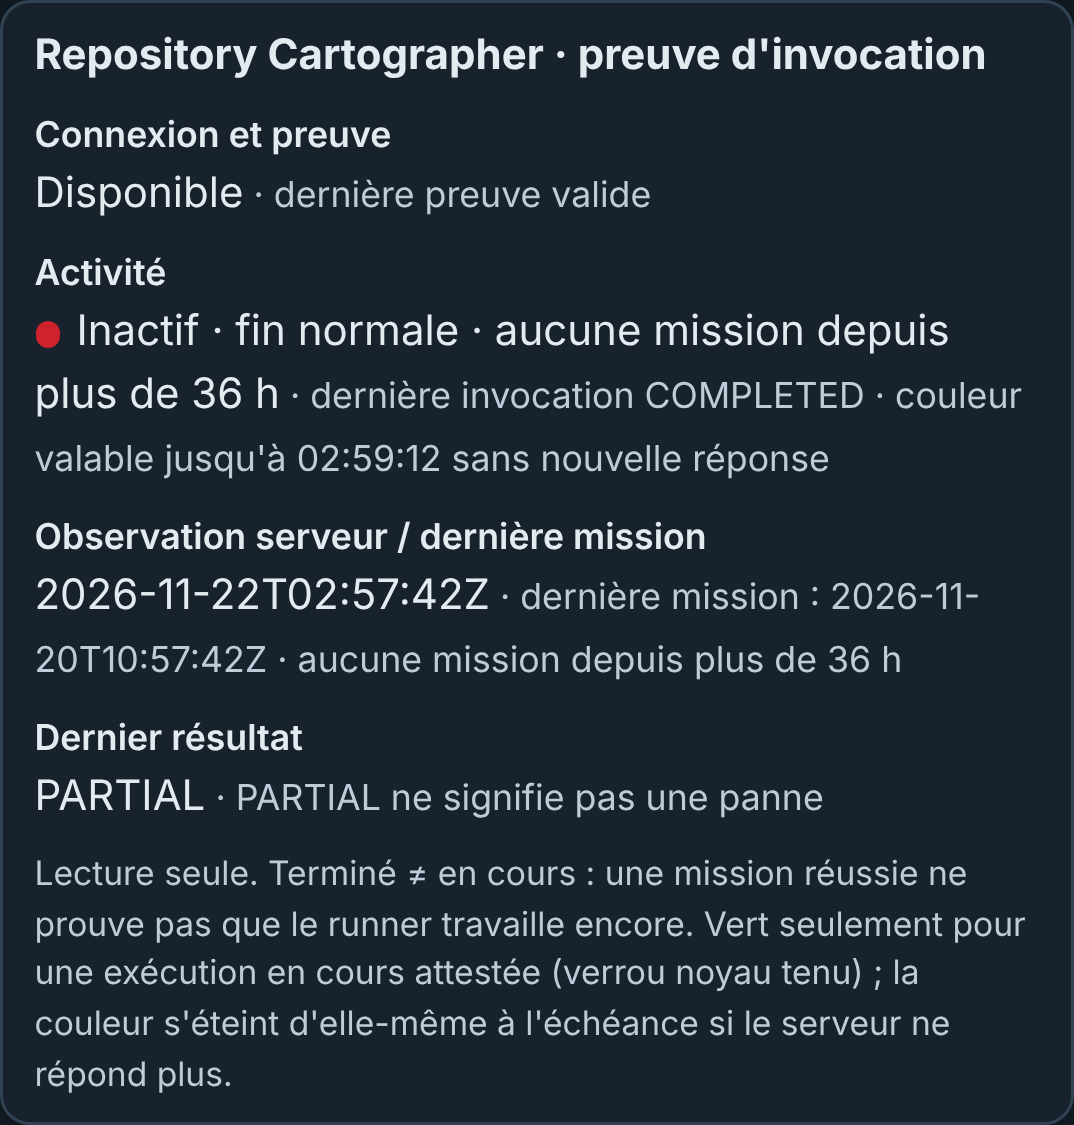 Repository Cartographer · preuve d'invocation
Connexion et preuve
Disponible · dernière preuve valide
Activité
Inactif · fin normale · aucune mission depuis
plus de 36 h · dernière invocation COMPLETED · couleur
valable jusqu'à 02:59:12 sans nouvelle réponse
Observation serveur / dernière mission
2026-11-22T02:57:42Z · dernière mission : 2026-11-
20T10:57:42Z · aucune mission depuis plus de 36 h
Dernier résultat
PARTIAL · PARTIAL ne signifie pas une panne
Lecture seule. Terminé ≠ en cours : une mission réussie ne
prouve pas que le runner travaille encore. Vert seulement pour
une exécution en cours attestée (verrou noyau tenu) ; la
couleur s'éteint d'elle-même à l'échéance si le serveur ne
répond plus.